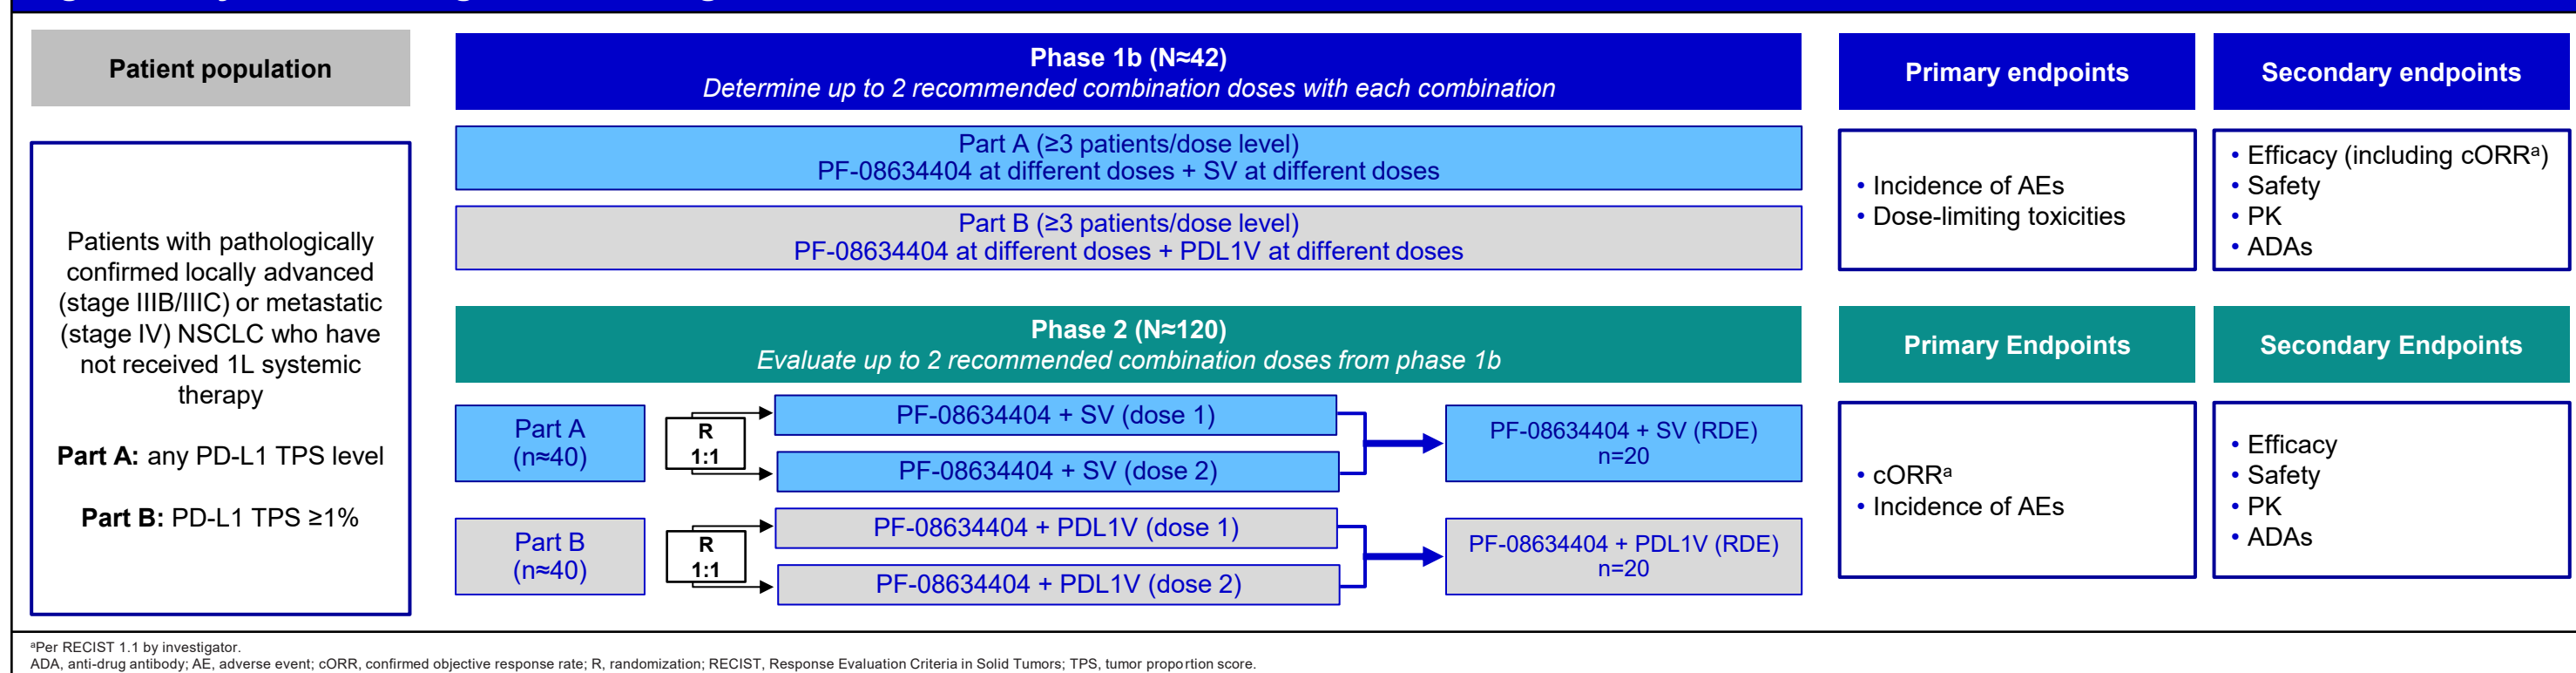 Patient population
Patients with pathologically
confirmed locally advanced
(stage IIIB/IIIC) or metastatic
(stage IV) NSCLC who have
not received 1L systemic
therapy
Part A: any PD-L1 TPS level
Part B: PD-L1 TPS ≥1%
Phase 1b (N≈42)
Determine up to 2 recommended combination doses with each combination
Part A (≥3 patients/dose level)
PF-08634404 at different doses + SV at different doses
Part B (≥3 patients/dose level)
PF-08634404 at different doses + PDL1V at different doses
Primary endpoints
• Incidence of AEs
• Dose-limiting toxicities
Secondary endpoints
• Efficacy (including cORRᵃ)
• Safety
• PK
• ADAs
Phase 2 (N≈120)
Evaluate up to 2 recommended combination doses from phase 1b
Part A
(n≈40)
R
1:1
PF-08634404 + SV (dose 1)
PF-08634404 + SV (dose 2)
PF-08634404 + SV (RDE)
n=20
Part B
(n≈40)
R
1:1
PF-08634404 + PDL1V (dose 1)
PF-08634404 + PDL1V (dose 2)
PF-08634404 + PDL1V (RDE)
n=20
Primary Endpoints
• cORRᵃ
• Incidence of AEs
Secondary Endpoints
• Efficacy
• Safety
• PK
• ADAs
ᵃPer RECIST 1.1 by investigator.
ADA, anti-drug antibody; AE, adverse event; cORR, confirmed objective response rate; R, randomization; RECIST, Response Evaluation Criteria in Solid Tumors; TPS, tumor proportion score.